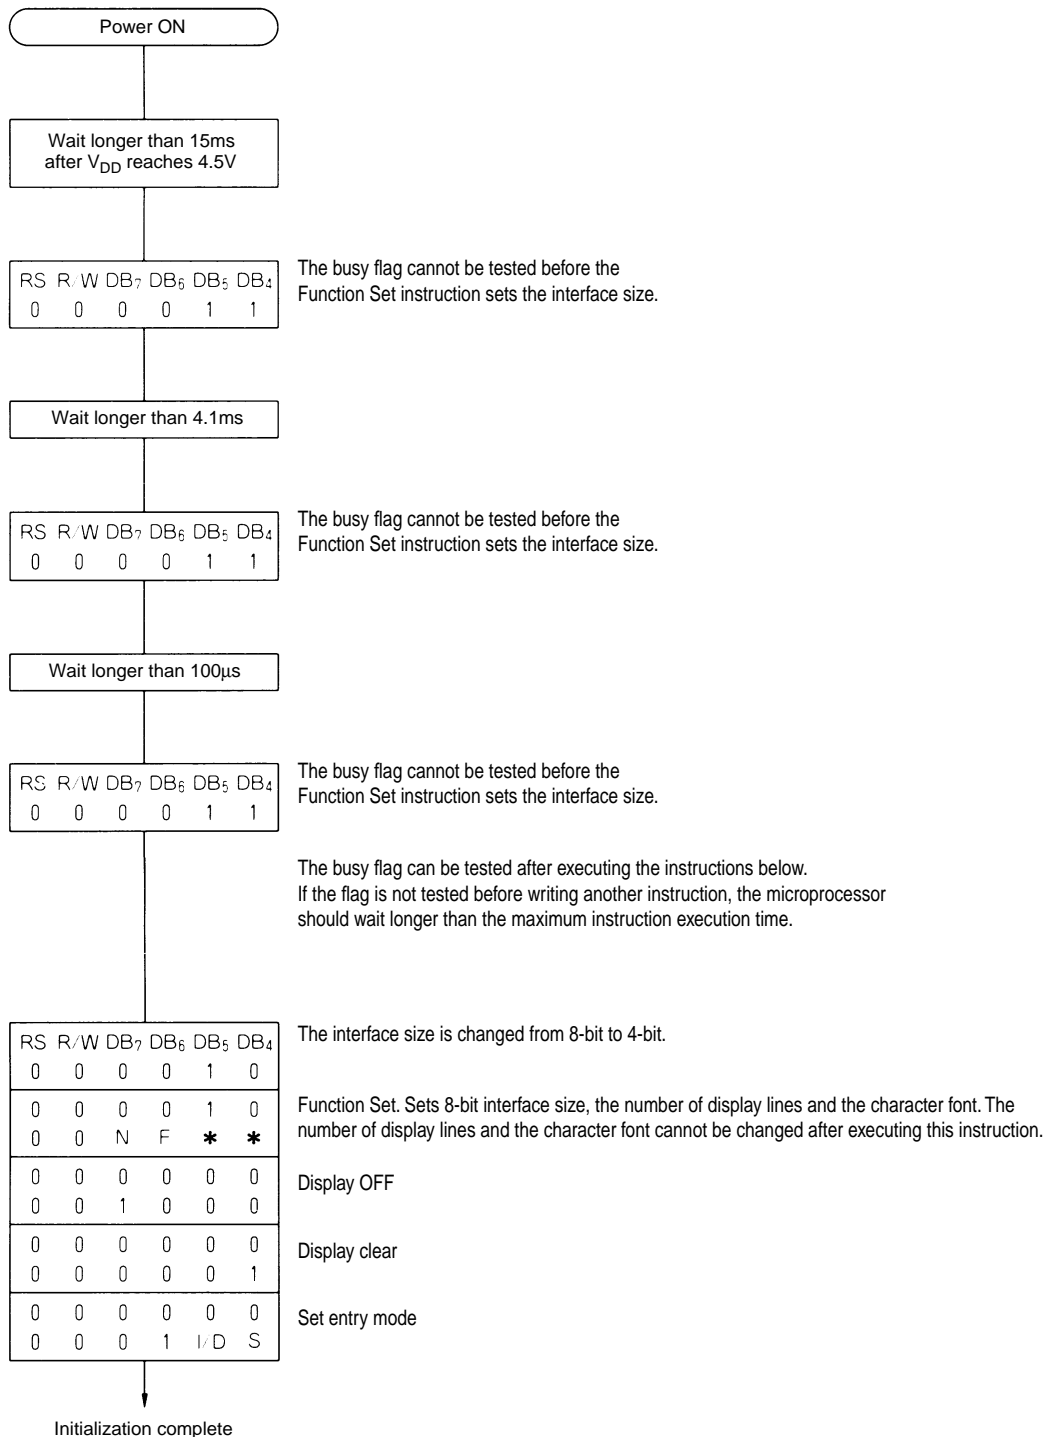 Power ON
Wait longer than 15ms
after VDD reaches 4.5V
RS R/W DB7 DB6 DB5 DB4
0 0 0 0 1 1
The busy flag cannot be tested before the
Function Set instruction sets the interface size.
Wait longer than 4.1ms
RS R/W DB7 DB6 DB5 DB4
0 0 0 0 1 1
The busy flag cannot be tested before the
Function Set instruction sets the interface size.
Wait longer than 100µs
RS R/W DB7 DB6 DB5 DB4
0 0 0 0 1 1
The busy flag cannot be tested before the
Function Set instruction sets the interface size.
The busy flag can be tested after executing the instructions below.
If the flag is not tested before writing another instruction, the microprocessor
should wait longer than the maximum instruction execution time.
RS R/W DB7 DB6 DB5 DB4
0 0 0 0 1 0
The interface size is changed from 8-bit to 4-bit.
0 0 0 0 1 0
0 0 N F * *
Function Set. Sets 8-bit interface size, the number of display lines and the character font. The
number of display lines and the character font cannot be changed after executing this instruction.
0 0 0 0 0 0
0 0 1 0 0 0
Display OFF
0 0 0 0 0 0
0 0 0 0 0 1
Display clear
0 0 0 0 0 0
0 0 0 1 I/D S
Set entry mode
Initialization complete